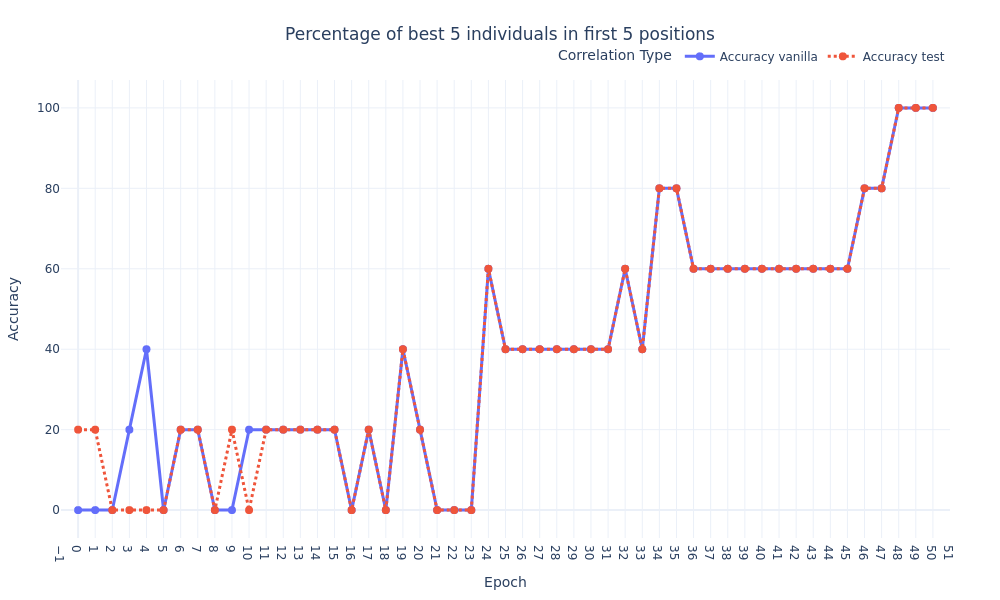 Percentage of best 5 individuals in first 5 positions
Correlation Type Accuracy vanilla Accuracy test
100
80
60
40
20
0
Accuracy
−1 0 1 2 3 4 5 6 7 8 9 10 11 12 13 14 15 16 17 18 19 20 21 22 23 24 25 26 27 28 29 30 31 32 33 34 35 36 37 38 39 40 41 42 43 44 45 46 47 48 49 50 51
Epoch